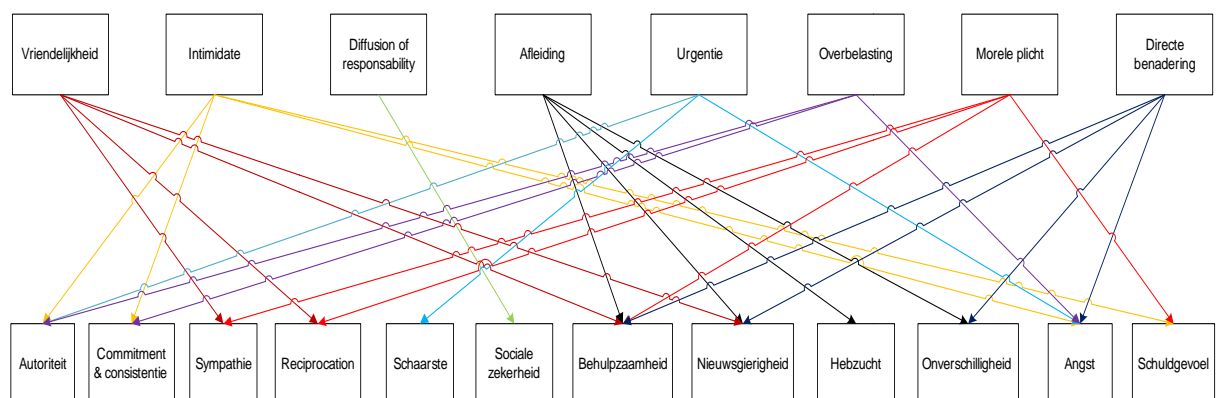 Vriendelijkheid
Intimidate
Diffusion of
responsability
Afleiding
Urgentie
Overbelasting
Morele plicht
Directe
benadering
Autoriteit
Commitment
& consistentie
Sympathie
Reciprocation
Schaarste
Sociale
zekerheid
Behulpzaamheid
Nieuwsgierigheid
Hebzucht
Onverschilligheid
Angst
Schuldgevoel